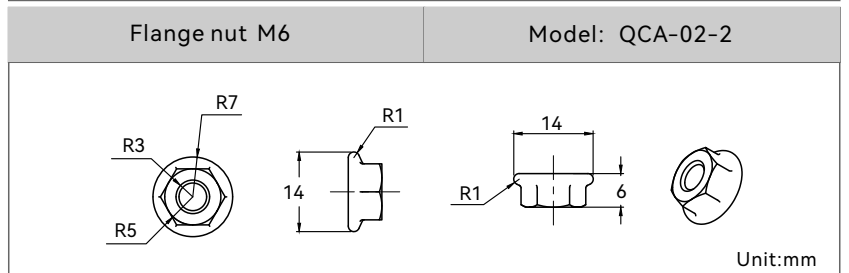 Flange nut M6
Model: QCA-02-2
R7
R1
R3
14
14
R1
6
R5
Unit:mm